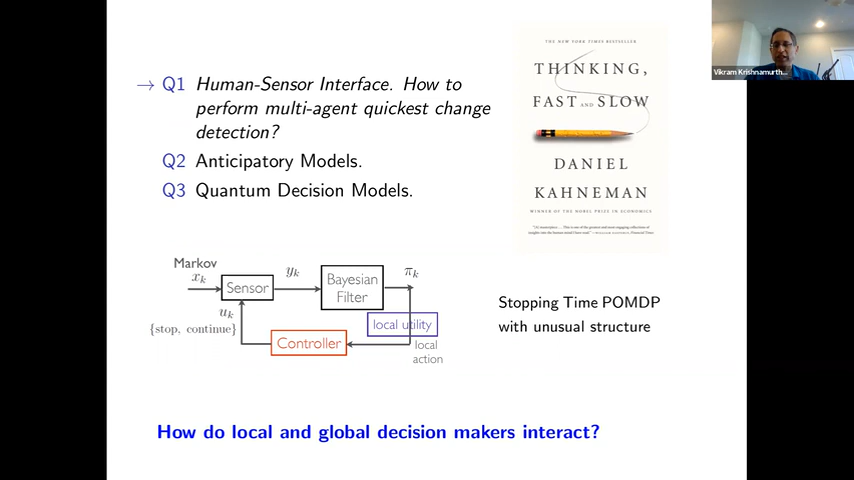 Vikram Krishnamurth...
→ Q1 Human-Sensor Interface. How to
perform multi-agent quickest change
detection?
Q2 Anticipatory Models.
Q3 Quantum Decision Models.
THE NEW YORK TIMES BESTSELLER
THINKING,
FAST AND SLOW
DANIEL
KAHNEMAN
WINNER OF THE NOBEL PRIZE IN ECONOMICS
Markov
x_k
Sensor
y_k
Bayesian
Filter
π_k
u_k
{stop, continue}
local utility
Controller
local
action
Stopping Time POMDP
with unusual structure
How do local and global decision makers interact?